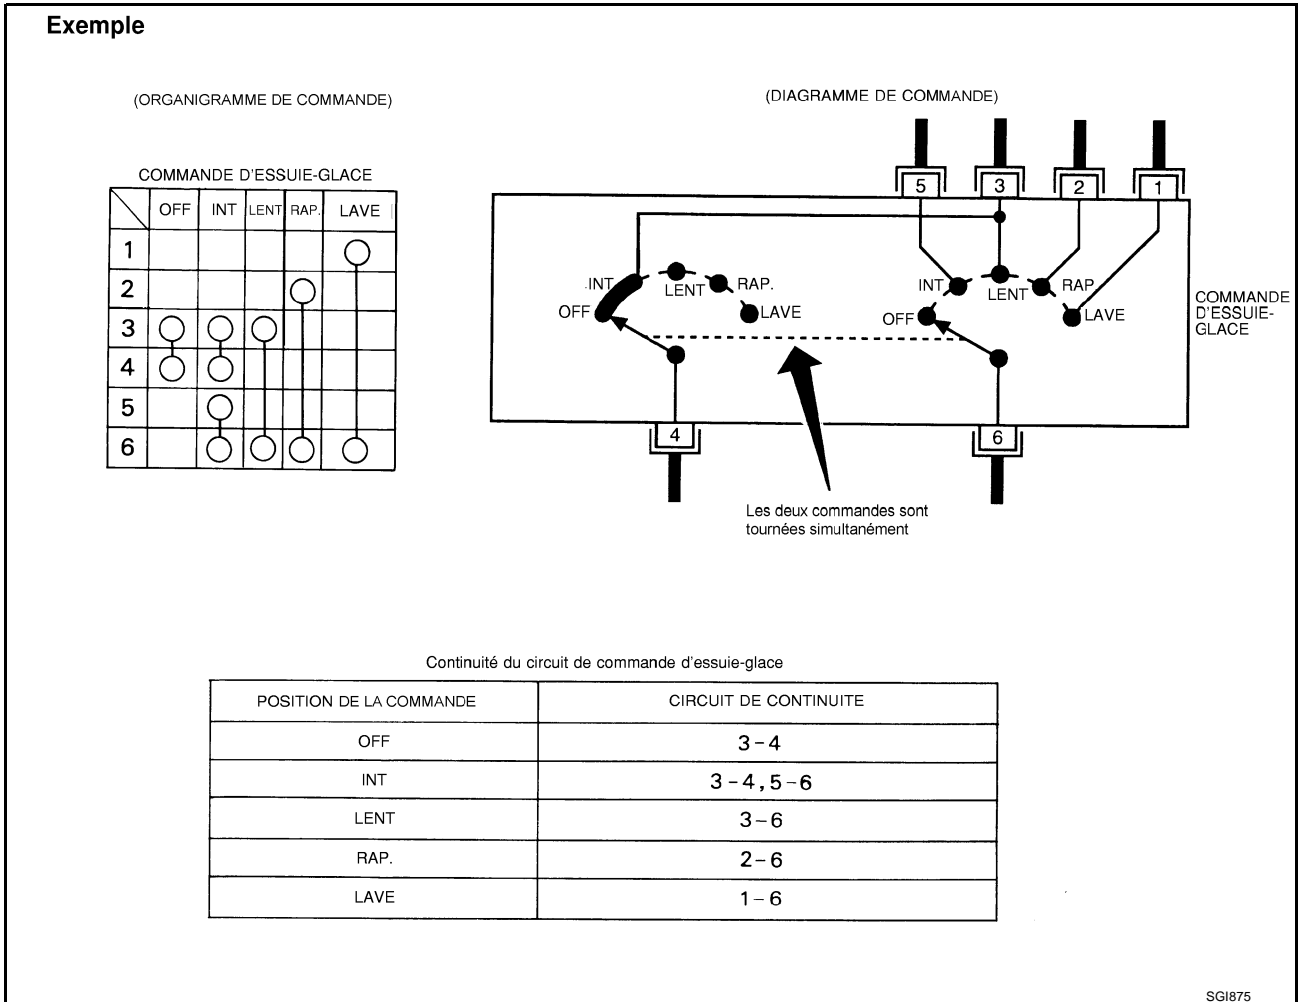 Exemple
(ORGANIGRAMME DE COMMANDE)
(DIAGRAMME DE COMMANDE)
COMMANDE D'ESSUIE-GLACE
OFF INT LENT RAP. LAVE
1
2
3
4
5
6
5 3 2 1
INT LENT RAP.
OFF LAVE
INT LENT RAP
OFF LAVE
COMMANDE
D'ESSUIE-
GLACE
4 6
Les deux commandes sont
tournées simultanément
Continuité du circuit de commande d'essuie-glace
POSITION DE LA COMMANDE CIRCUIT DE CONTINUITE
OFF 3-4
INT 3-4,5-6
LENT 3-6
RAP. 2-6
LAVE 1-6
SGI875